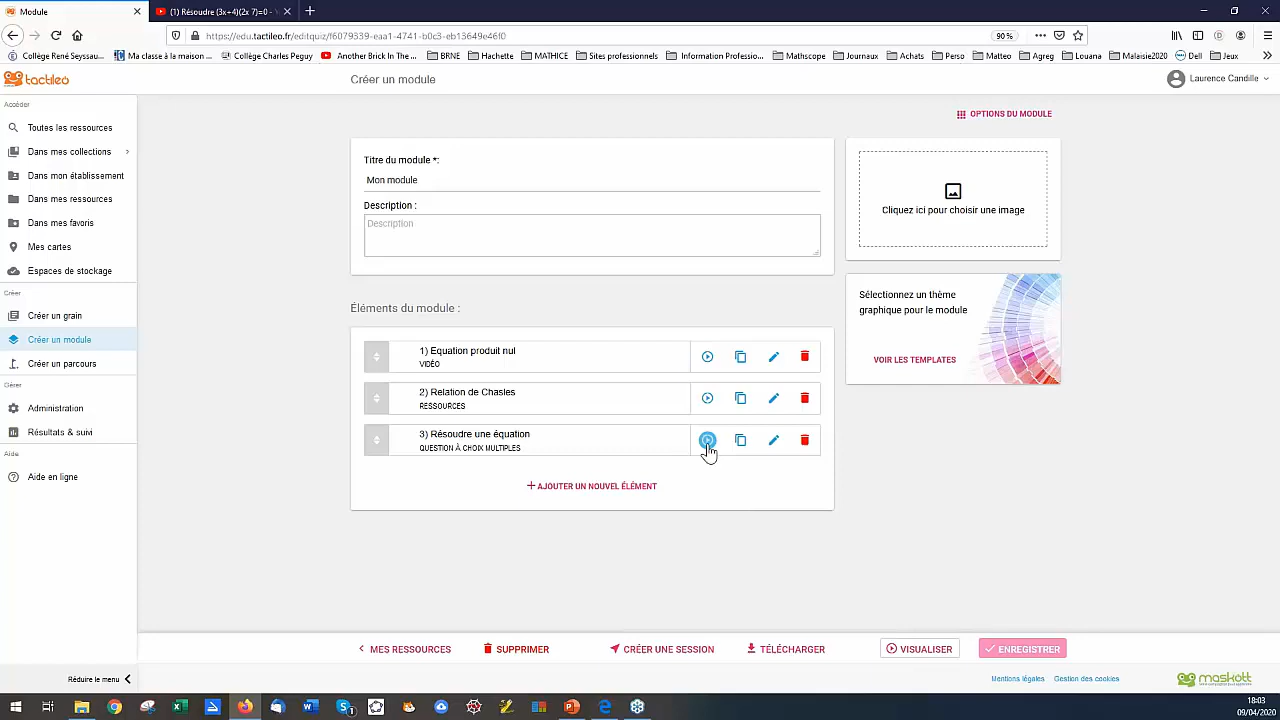 Module
(1) Résoudre (3x+4)(2x 7)=0 -
https://edu.tactileo.fr/editquiz/f6079339-eaa1-4741-b0c3-eb13649e46f0
90 %
Collège René Seyssau...
Ma classe à la maison ...
Collège Charles Peguy
Another Brick In The ...
BRNE
Hachette
MATHICE
Sites professionnels
Information Professio...
Mathscope
Journaux
Achats
Perso
Matteo
Agreg
Louana
Malaisie2020
Dell
Jeux
tactileo
Créer un module
Laurence Candille
Accéder
Toutes les ressources
Dans mes collections
Dans mon établissement
Dans mes ressources
Dans mes favoris
Mes cartes
Espaces de stockage
Créer
Créer un grain
Créer un module
Créer un parcours
Gérer
Administration
Résultats & suivi
Aide
Aide en ligne
Réduire le menu
OPTIONS DU MODULE
Titre du module *:
Mon module
Description :
Description
Cliquez ici pour choisir une image
Sélectionnez un thème
graphique pour le module
VOIR LES TEMPLATES
Éléments du module :
1) Equation produit nul
VIDÉO
2) Relation de Chasles
RESSOURCES
3) Résoudre une équation
QUESTION À CHOIX MULTIPLES
+ AJOUTER UN NOUVEL ÉLÉMENT
MES RESSOURCES
SUPPRIMER
CRÉER UNE SESSION
TÉLÉCHARGER
VISUALISER
ENREGISTRER
Mentions légales
Gestion des cookies
maskott
18:03
09/04/2020